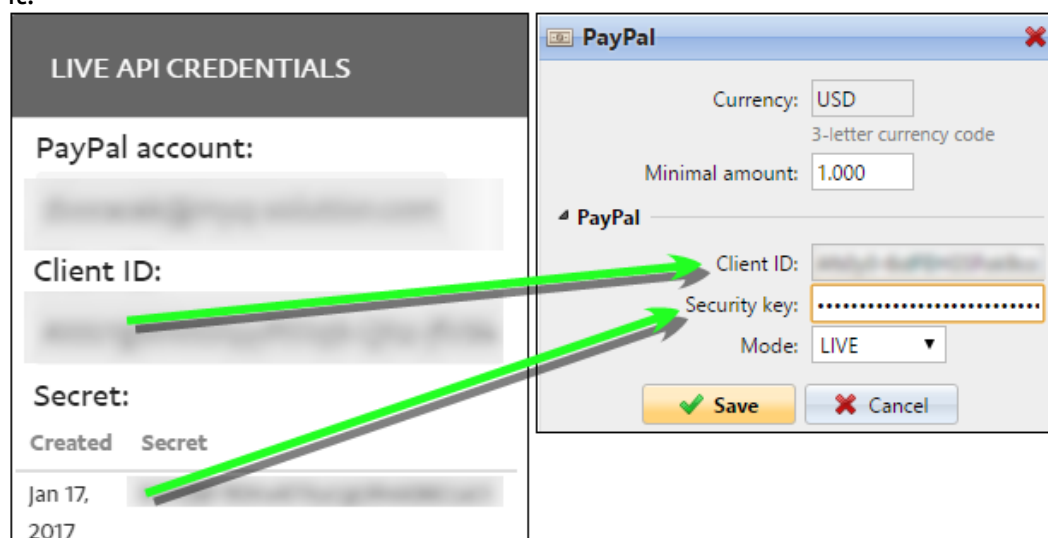 LIVE API CREDENTIALS
PayPal account:
Client ID:
Secret:
Created Secret
Jan 17,
2017
PayPal
Currency: USD
3-letter currency code
Minimal amount: 1.000
PayPal
Client ID:
Security key:
Mode: LIVE
Save Cancel